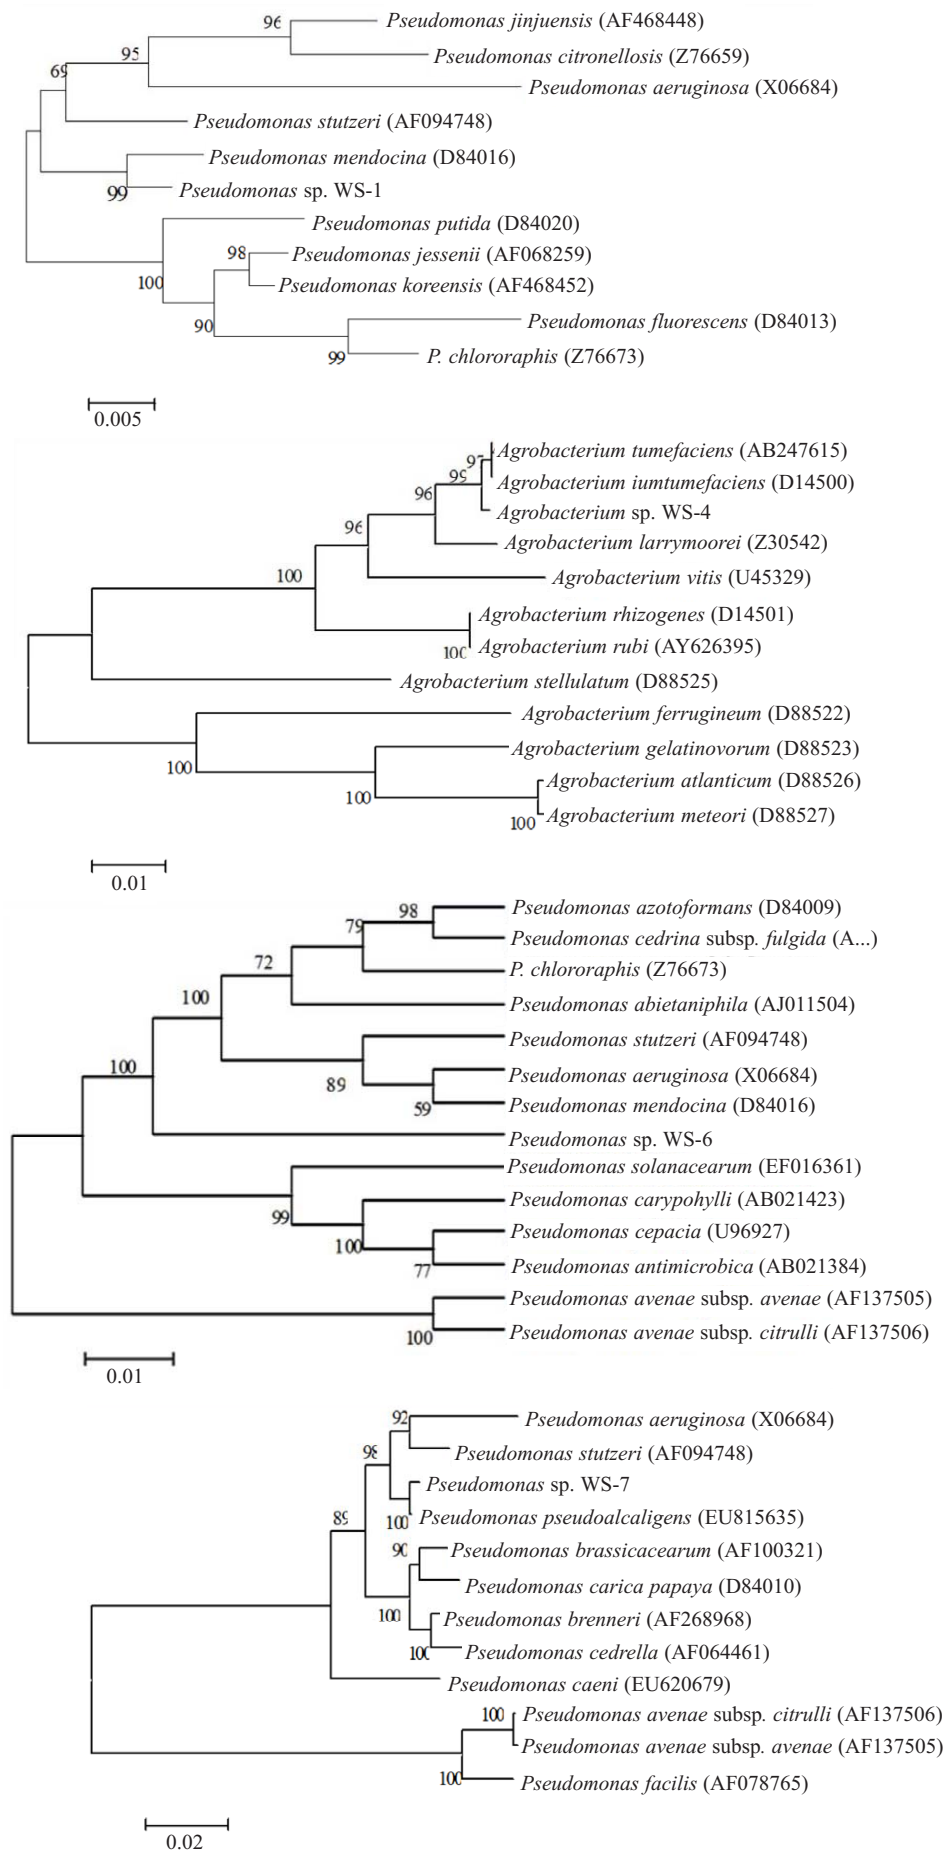 96
Pseudomonas jinjuensis (AF468448)
95
Pseudomonas citronellosis (Z76659)
69
Pseudomonas aeruginosa (X06684)
Pseudomonas stutzeri (AF094748)
Pseudomonas mendocina (D84016)
99
Pseudomonas sp. WS-1
Pseudomonas putida (D84020)
98
Pseudomonas jessenii (AF068259)
100
Pseudomonas koreensis (AF468452)
90
Pseudomonas fluorescens (D84013)
99
P. chlororaphis (Z76673)
0.005
Agrobacterium tumefaciens (AB247615)
97
99
Agrobacterium iumtumefaciens (D14500)
96
Agrobacterium sp. WS-4
96
Agrobacterium larrymoorei (Z30542)
100
Agrobacterium vitis (U45329)
Agrobacterium rhizogenes (D14501)
100
Agrobacterium rubi (AY626395)
Agrobacterium stellulatum (D88525)
Agrobacterium ferrugineum (D88522)
100
Agrobacterium gelatinovorum (D88523)
100
Agrobacterium atlanticum (D88526)
100
Agrobacterium meteori (D88527)
0.01
98
Pseudomonas azotoformans (D84009)
79
Pseudomonas cedrina subsp. fulgida (A...)
72
P. chlororaphis (Z76673)
100
Pseudomonas abietaniphila (AJ011504)
Pseudomonas stutzeri (AF094748)
100
89
Pseudomonas aeruginosa (X06684)
59
Pseudomonas mendocina (D84016)
Pseudomonas sp. WS-6
Pseudomonas solanacearum (EF016361)
99
Pseudomonas carypohylli (AB021423)
100
Pseudomonas cepacia (U96927)
77
Pseudomonas antimicrobica (AB021384)
Pseudomonas avenae subsp. avenae (AF137505)
100
Pseudomonas avenae subsp. citrulli (AF137506)
0.01
92
Pseudomonas aeruginosa (X06684)
98
Pseudomonas stutzeri (AF094748)
Pseudomonas sp. WS-7
89
100
Pseudomonas pseudoalcaligens (EU815635)
90
Pseudomonas brassicacearum (AF100321)
Pseudomonas carica papaya (D84010)
100
Pseudomonas brenneri (AF268968)
100
Pseudomonas cedrella (AF064461)
Pseudomonas caeni (EU620679)
100
Pseudomonas avenae subsp. citrulli (AF137506)
Pseudomonas avenae subsp. avenae (AF137505)
100
Pseudomonas facilis (AF078765)
0.02